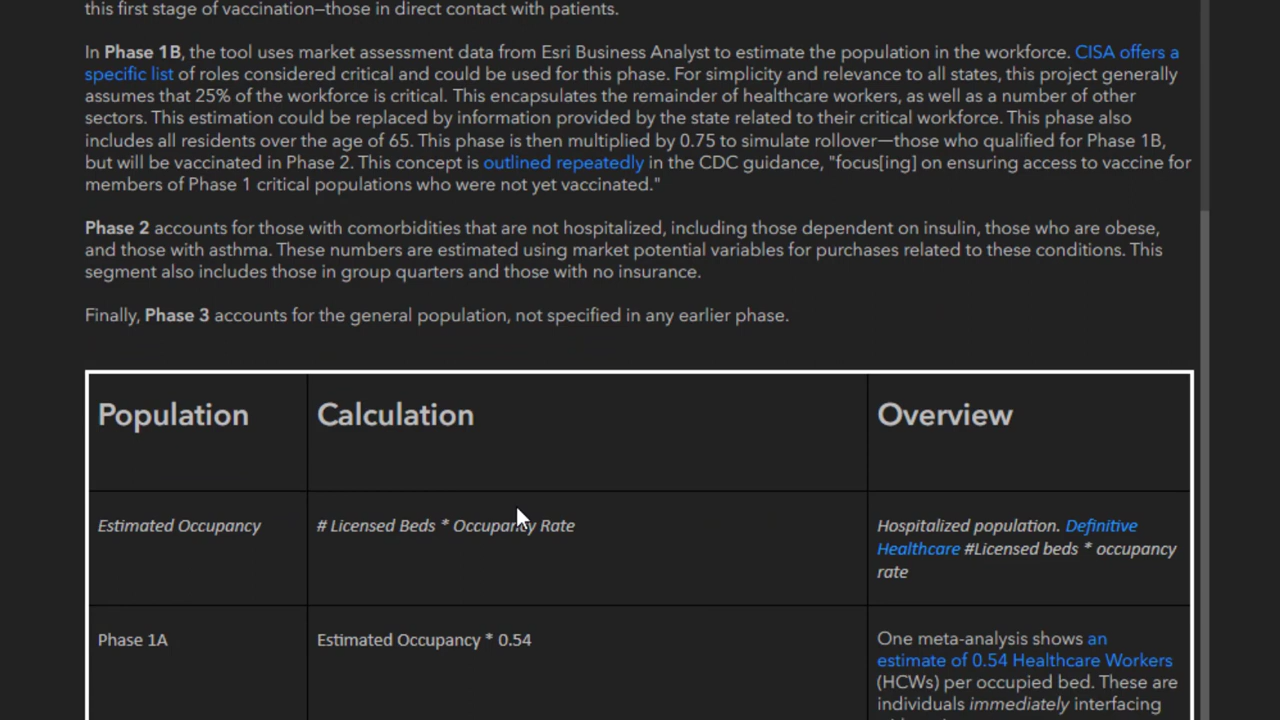 this first stage of vaccination—those in direct contact with patients.
In Phase 1B, the tool uses market assessment data from Esri Business Analyst to estimate the population in the workforce. CISA offers a
specific list of roles considered critical and could be used for this phase. For simplicity and relevance to all states, this project generally
assumes that 25% of the workforce is critical. This encapsulates the remainder of healthcare workers, as well as a number of other
sectors. This estimation could be replaced by information provided by the state related to their critical workforce. This phase also
includes all residents over the age of 65. This phase is then multiplied by 0.75 to simulate rollover—those who qualified for Phase 1B,
but will be vaccinated in Phase 2. This concept is outlined repeatedly in the CDC guidance, "focus[ing] on ensuring access to vaccine for
members of Phase 1 critical populations who were not yet vaccinated."
Phase 2 accounts for those with comorbidities that are not hospitalized, including those dependent on insulin, those who are obese,
and those with asthma. These numbers are estimated using market potential variables for purchases related to these conditions. This
segment also includes those in group quarters and those with no insurance.
Finally, Phase 3 accounts for the general population, not specified in any earlier phase.
Population Calculation Overview
Estimated Occupancy # Licensed Beds * Occupancy Rate Hospitalized population. Definitive
Healthcare #Licensed beds * occupancy
rate
Phase 1A Estimated Occupancy * 0.54 One meta-analysis shows an
estimate of 0.54 Healthcare Workers
(HCWs) per occupied bed. These are
individuals immediately interfacing